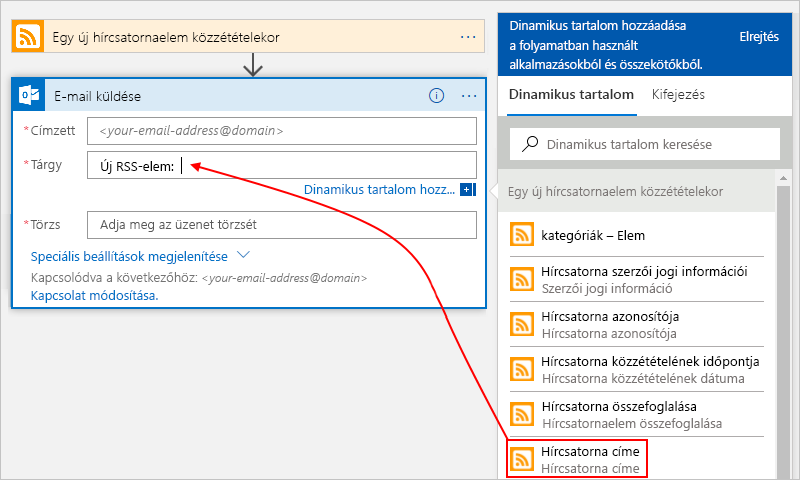 Egy új hírcsatornaelem közzétételekor
E-mail küldése
* Címzett
<your-email-address@domain>
* Tárgy
Új RSS-elem:
Dinamikus tartalom hozz...
* Törzs
Adja meg az üzenet törzsét
Speciális beállítások megjelenítése
Kapcsolódva a következőhöz: <your-email-address@domain>
Kapcsolat módosítása.
Dinamikus tartalom hozzáadása
a folyamatban használt
alkalmazásokból és összekötőkből.
Elrejtés
Dinamikus tartalom
Kifejezés
Dinamikus tartalom keresése
Egy új hírcsatornaelem közzétételekor
kategóriák – Elem
Hírcsatorna szerzői jogi információi
Szerzői jogi információ
Hírcsatorna azonosítója
Hírcsatorna azonosítója
Hírcsatorna közzétételének időpontja
Hírcsatorna közzétételének dátuma
Hírcsatorna összefoglalása
Hírcsatornaelem összefoglalása
Hírcsatorna címe
Hírcsatorna címe